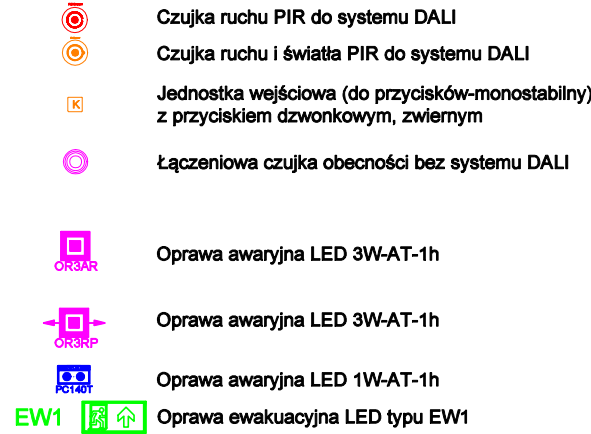 Czujka ruchu PIR do systemu DALI
Czujka ruchu i światła PIR do systemu DALI
K
Jednostka wejściowa (do przycisków-monostabilny)
z przyciskiem dzwonkowym, zwiernym
Łączeniowa czujka obecności bez systemu DALI
OR3AR
Oprawa awaryjna LED 3W-AT-1h
OR3RP
Oprawa awaryjna LED 3W-AT-1h
PC140T
Oprawa awaryjna LED 1W-AT-1h
EW1
Oprawa ewakuacyjna LED typu EW1